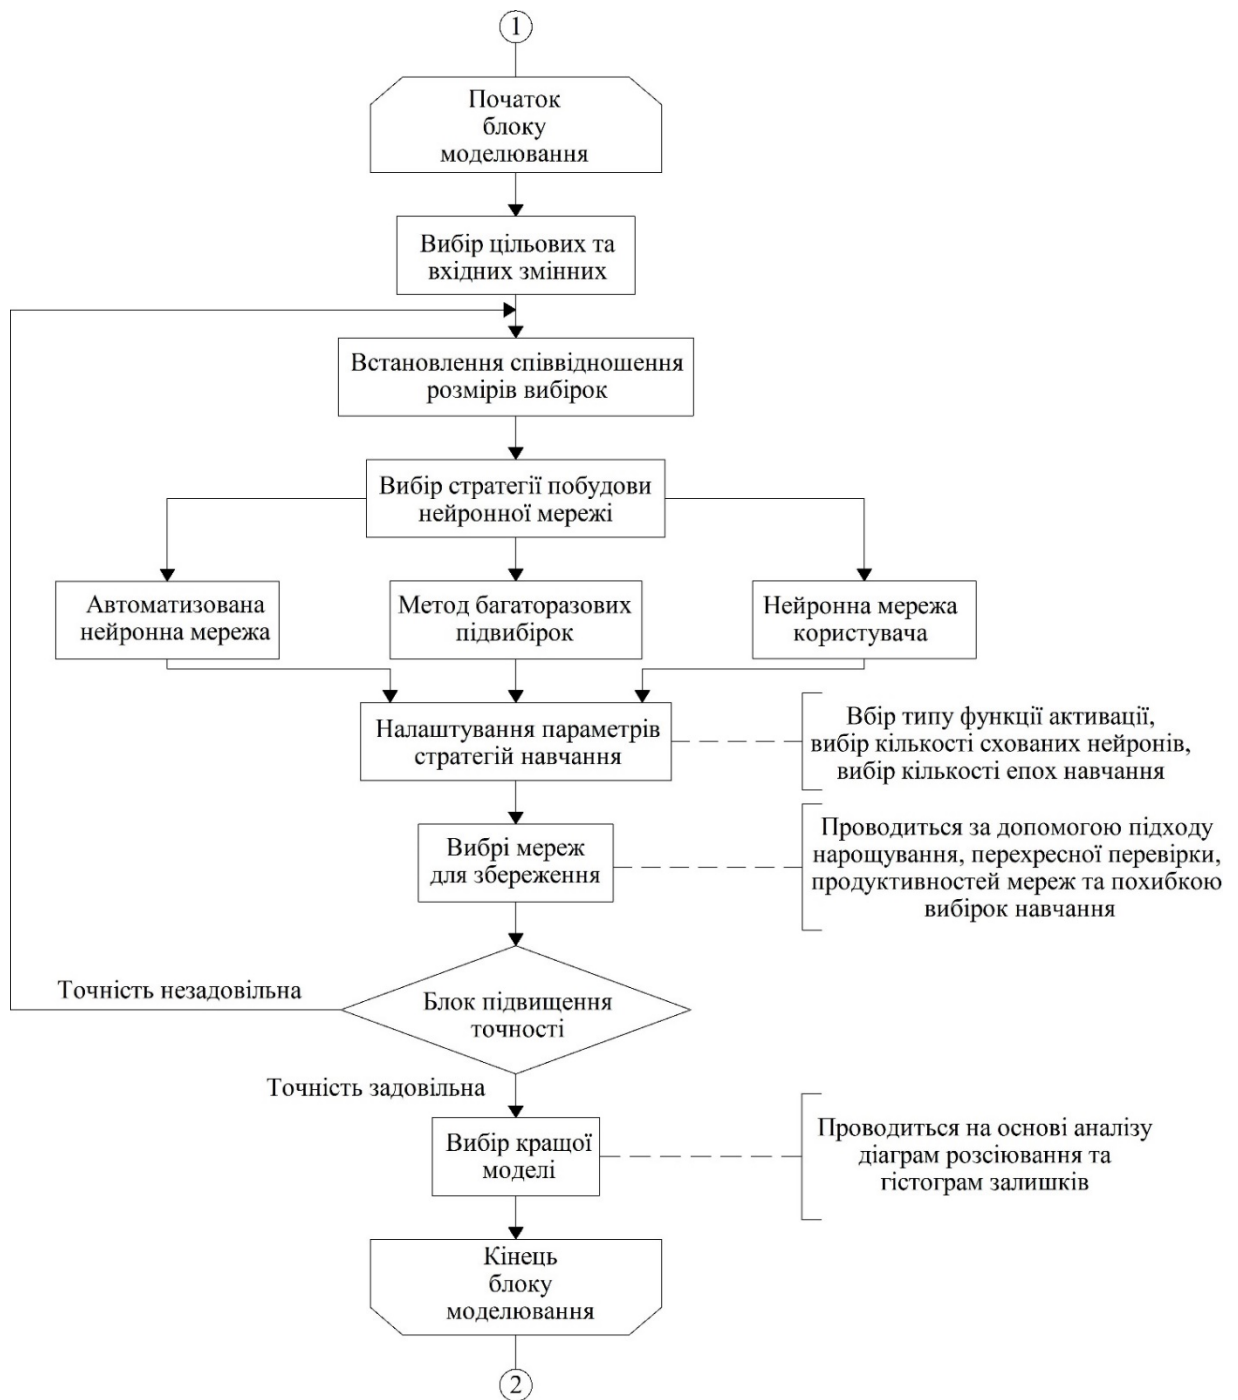 1
Початок
блоку
моделювання
Вибір цільових та
вхідних змінних
Встановлення співвідношення
розмірів вибірок
Вибір стратегії побудови
нейронної мережі
Автоматизована
нейронна мережа
Метод багаторазових
підвибірок
Нейронна мережа
користувача
Налаштування параметрів
стратегій навчання
Вбір типу функції активації,
вибір кількості схованих нейронів,
вибір кількості епох навчання
Вибрі мереж
для збереження
Проводиться за допомогою підходу
нарощування, перехресної перевірки,
продуктивностей мереж та похибкою
вибірок навчання
Точність незадовільна
Блок підвищення
точності
Точність задовільна
Вибір кращої
моделі
Проводиться на основі аналізу
діаграм розсіювання та
гістограм залишків
Кінець
блоку
моделювання
2